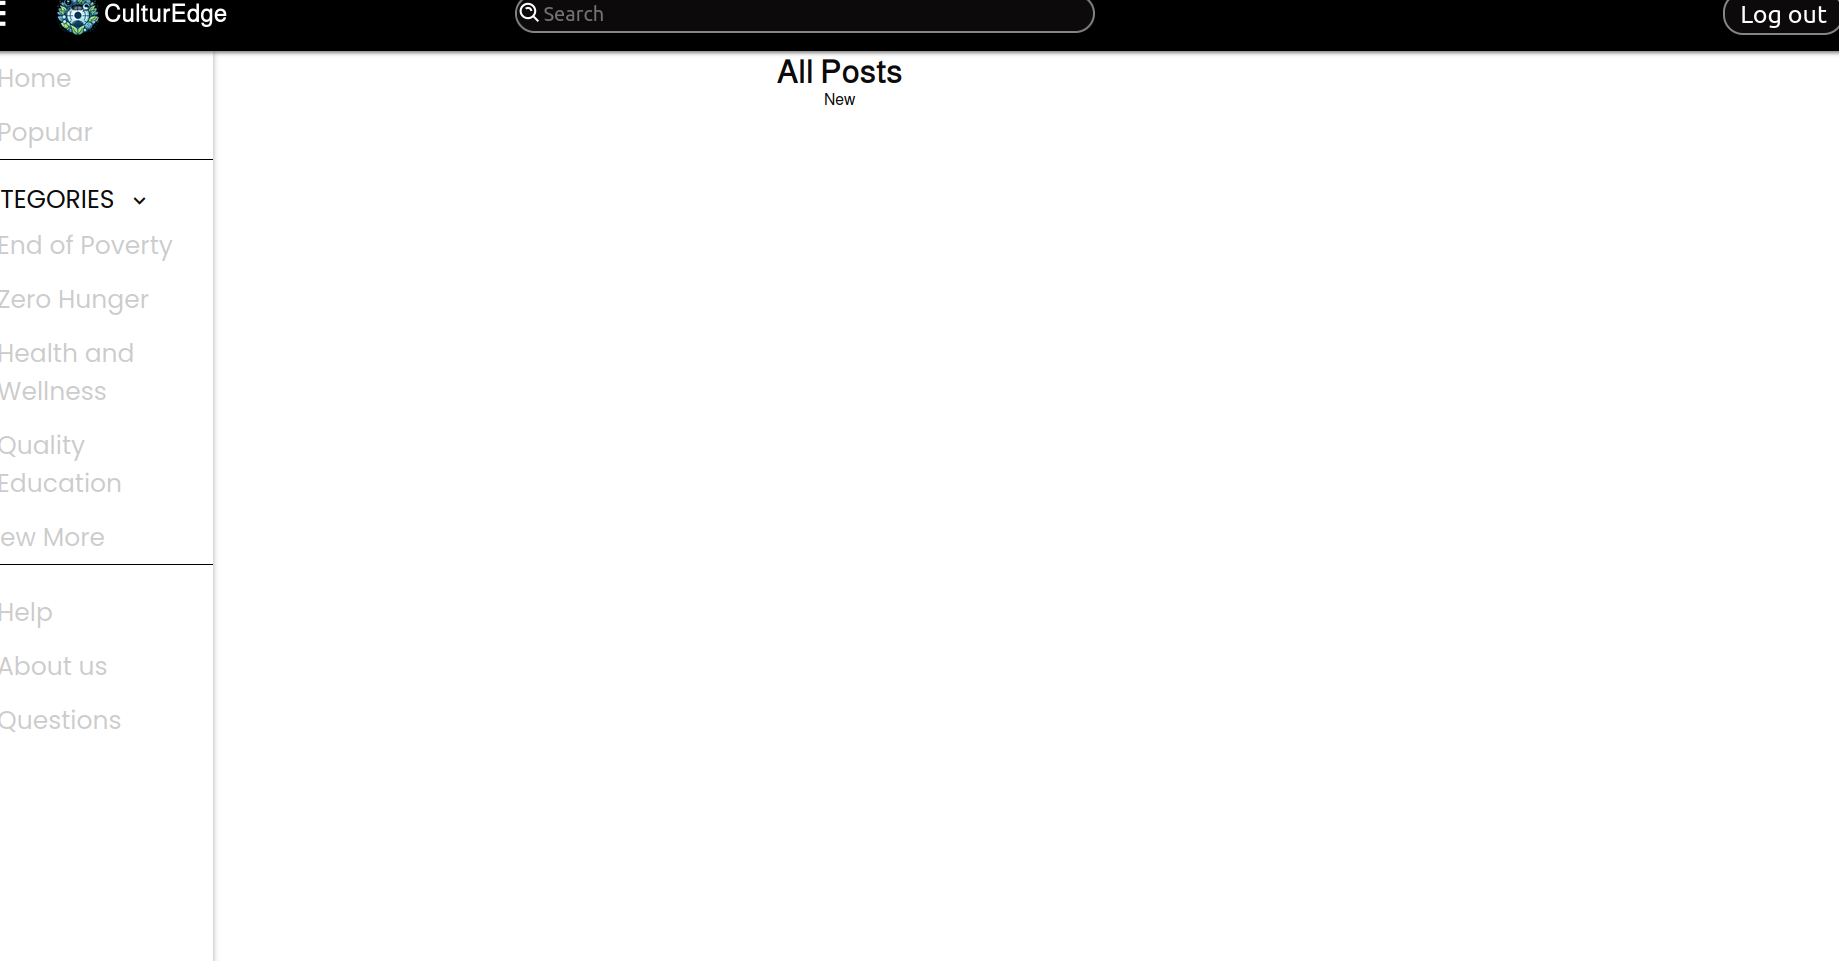 CulturEdge
Search
Log out
Home
Popular
TEGORIES
End of Poverty
Zero Hunger
Health and
Wellness
Quality
Education
ew More
Help
About us
Questions
All Posts
New